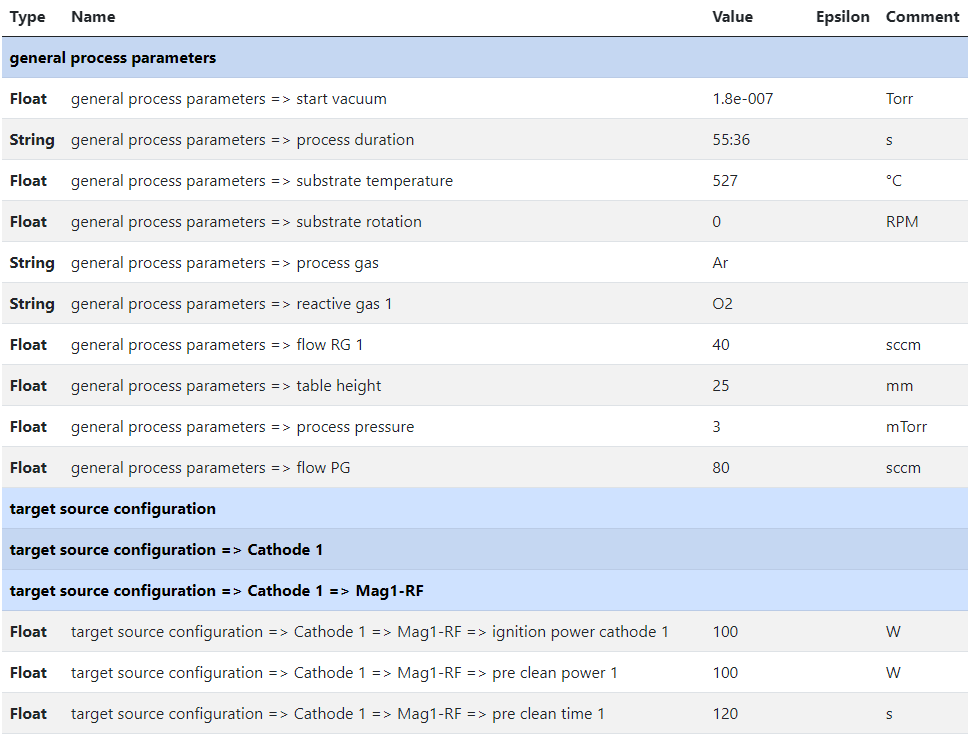 Type Name Value Epsilon Comment
general process parameters
Float general process parameters => start vacuum 1.8e-007 Torr
String general process parameters => process duration 55:36 s
Float general process parameters => substrate temperature 527 °C
Float general process parameters => substrate rotation 0 RPM
String general process parameters => process gas Ar
String general process parameters => reactive gas 1 O2
Float general process parameters => flow RG 1 40 sccm
Float general process parameters => table height 25 mm
Float general process parameters => process pressure 3 mTorr
Float general process parameters => flow PG 80 sccm
target source configuration
target source configuration => Cathode 1
target source configuration => Cathode 1 => Mag1-RF
Float target source configuration => Cathode 1 => Mag1-RF => ignition power cathode 1 100 W
Float target source configuration => Cathode 1 => Mag1-RF => pre clean power 1 100 W
Float target source configuration => Cathode 1 => Mag1-RF => pre clean time 1 120 s